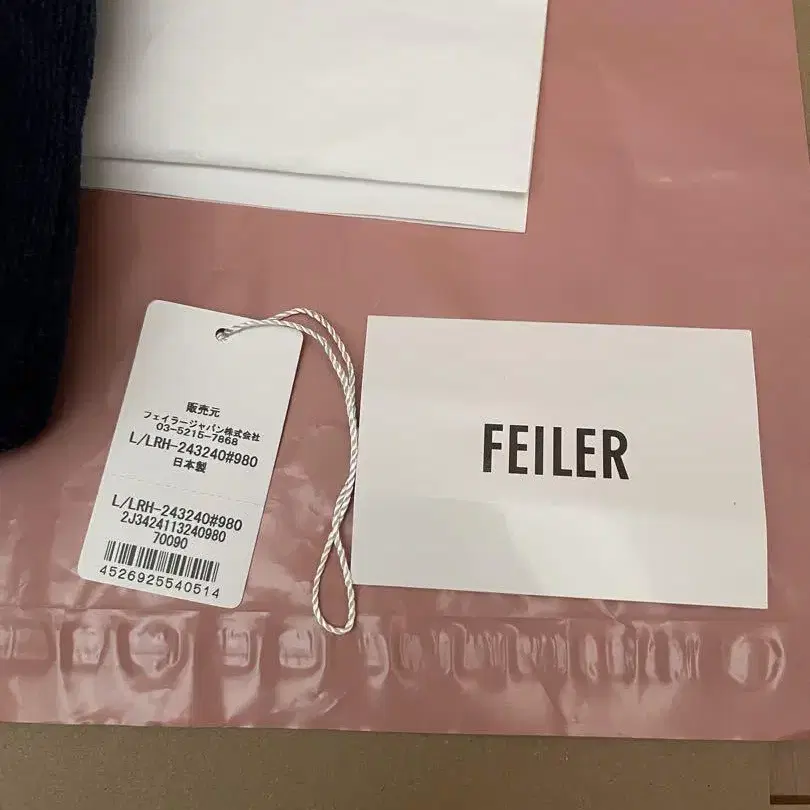 販売元
フェイラージャパン株式会社
03-5215-7868
L/LRH-243240#980
日本製
L/LRH-243240#980
2J3424113240980
70090
4526925540514
FEILER